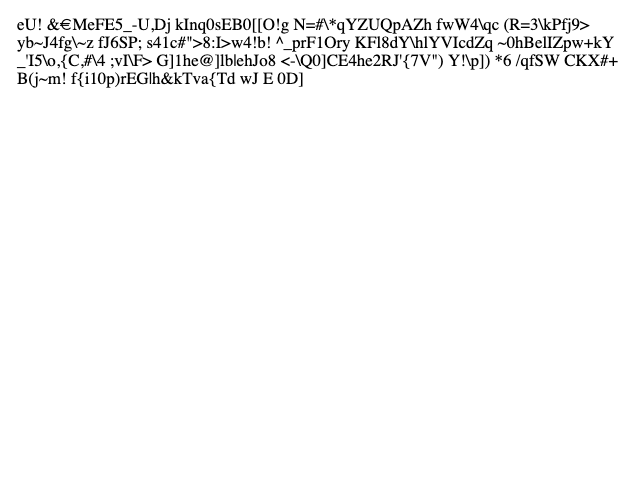 eU! &€MeFE5_-U,Dj kInq0sEB0[[O!g N=#\*qYZUQpAZh fwW4\qc (R=3\kPfj9>
yb~J4fg\~z fJ6SP; s41c#">8:I>w4!b! ^_prF1Ory KFl8dY\hlYVIcdZq ~0hBelIZpw+kY
_'I5\o,{C,#\4 ;vI\F> G]1he@]lb|ehJo8 <-\Q0]CE4he2RJ'{7V") Y!\p]) *6 /qfSW CKX#+
B(j~m! f{i10p)rEG|h&kTva{Td wJ E 0D]